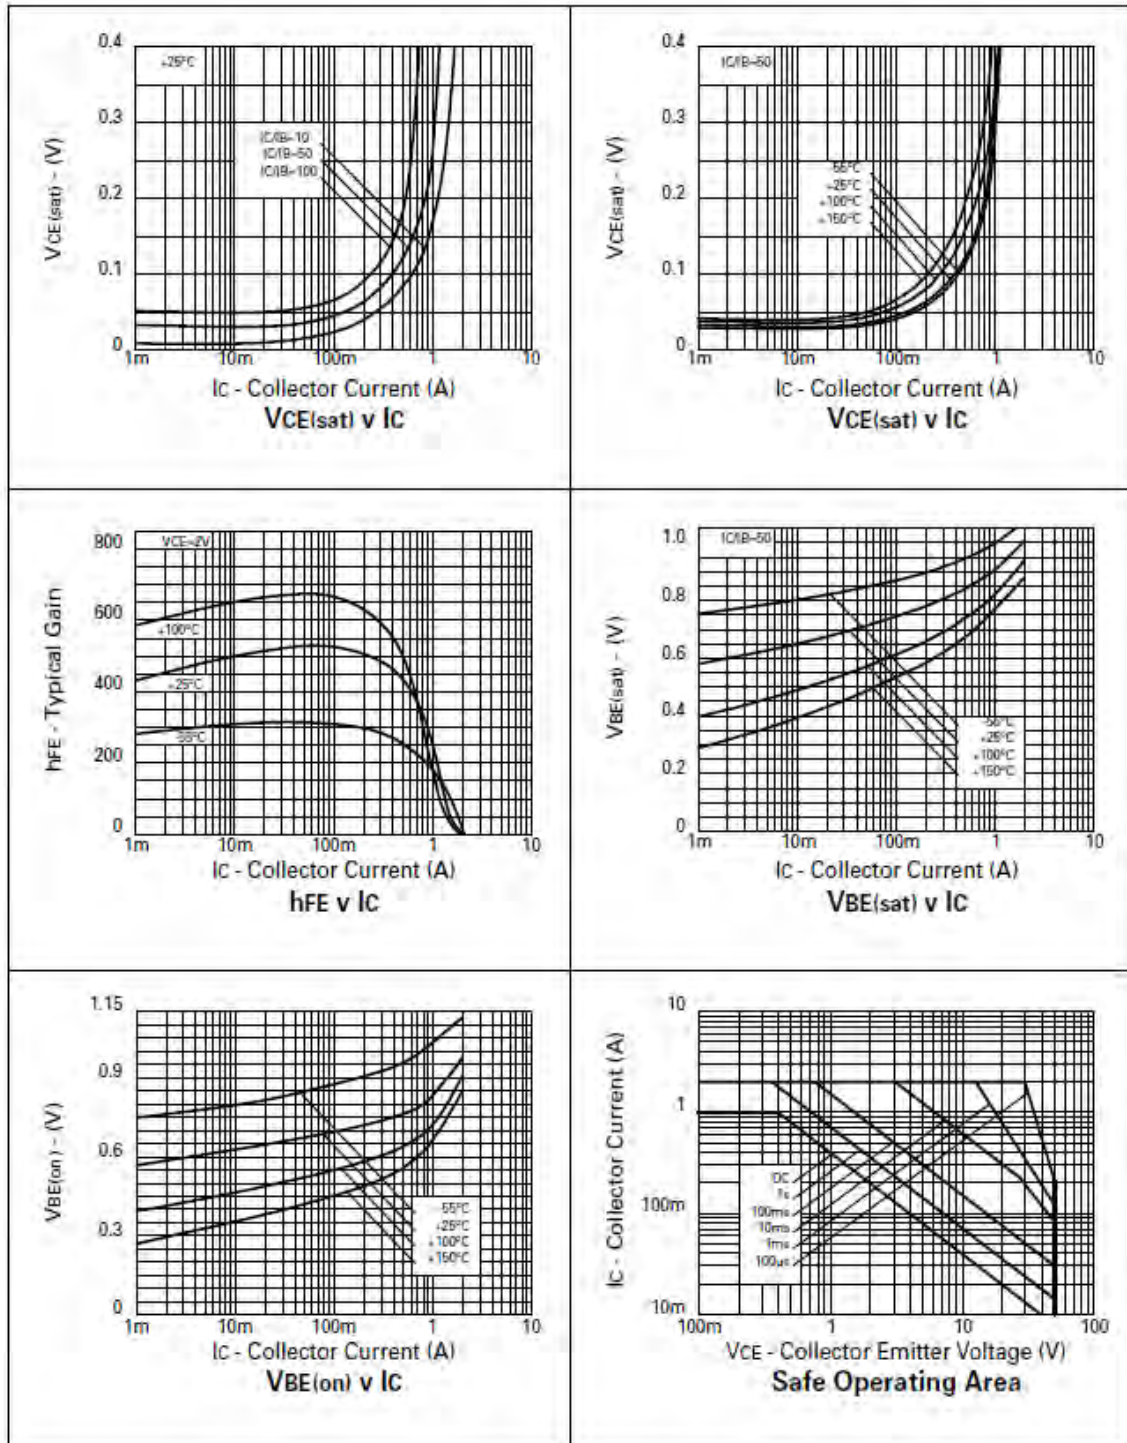 0.4
+25°C
0.3
IC/IB=10
IC/IB=50
IC/IB=100
0.2
0.1
0
VCE(sat) - (V)
1m 10m 100m 1 10
IC - Collector Current (A)
VCE(sat) v IC
0.4
IC/IB=50
0.3
-55°C
+25°C
+100°C
+150°C
0.2
0.1
0
VCE(sat) - (V)
1m 10m 100m 1 10
IC - Collector Current (A)
VCE(sat) v IC
800
VCE=2V
600
+100°C
400
+25°C
200
-55°C
0
hFE - Typical Gain
1m 10m 100m 1 10
IC - Collector Current (A)
hFE v IC
1.0
IC/IB=50
0.8
0.6
0.4
-55°C
+25°C
+100°C
+150°C
0.2
0
VBE(sat) - (V)
1m 10m 100m 1 10
IC - Collector Current (A)
VBE(sat) v IC
1.15
0.9
0.6
0.3
-55°C
+25°C
+100°C
+150°C
0
VBE(on) - (V)
1m 10m 100m 1 10
IC - Collector Current (A)
VBE(on) v IC
10
1
100m
DC
1s
100ms
10ms
1ms
100µs
10m
IC - Collector Current (A)
100m 1 10 100
VCE - Collector Emitter Voltage (V)
Safe Operating Area